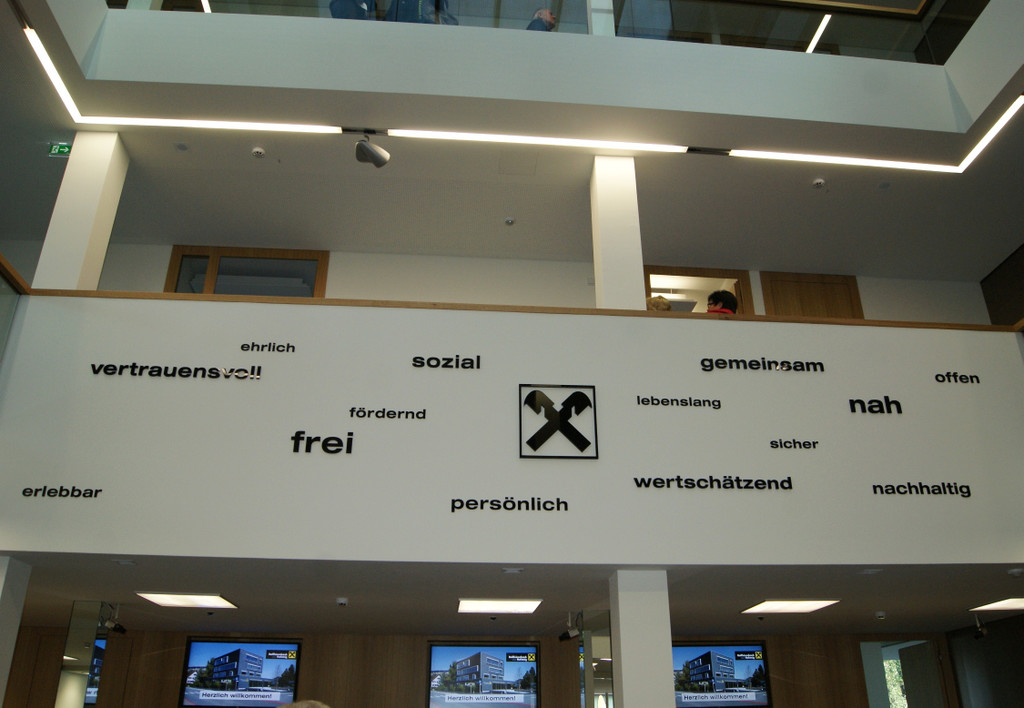 ehrlich
vertrauensvoll
sozial
gemeinsam
offen
fördernd
lebenslang
nah
frei
sicher
erlebbar
persönlich
wertschätzend
nachhaltig
Herzlich willkommen!
Herzlich willkommen!
Herzlich willkommen!